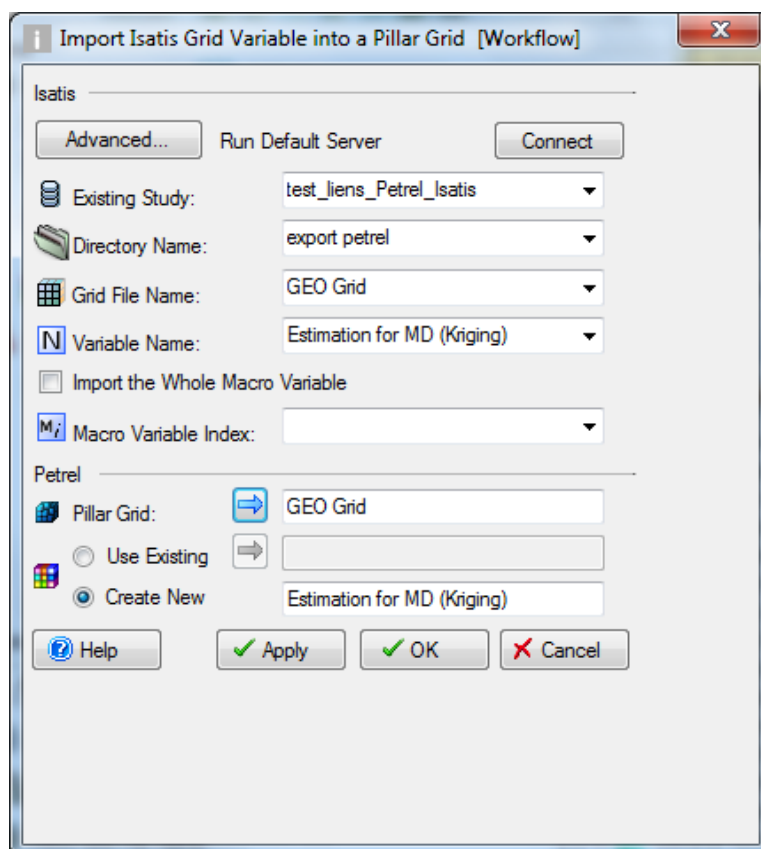 Import Isatis Grid Variable into a Pillar Grid [Workflow]
Isatis
Advanced... Run Default Server Connect
Existing Study: test_liens_Petrel_Isatis
Directory Name: export petrel
Grid File Name: GEO Grid
N Variable Name: Estimation for MD (Kriging)
Import the Whole Macro Variable
Mi Macro Variable Index:
Petrel
Pillar Grid: GEO Grid
Use Existing
Create New Estimation for MD (Kriging)
Help Apply OK Cancel